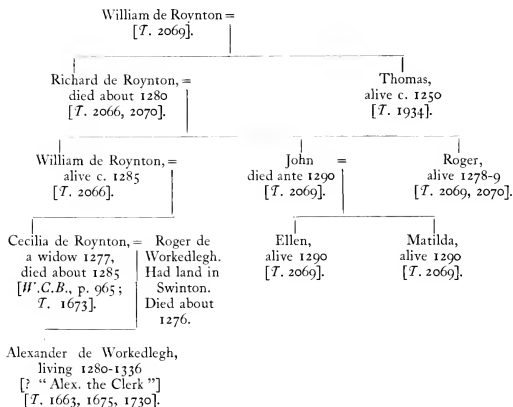 William de Roynton =
[T. 2069].
Richard de Roynton, =
died about 1280
[T. 2066, 2070].
Thomas,
alive c. 1250
[T. 1934].
William de Roynton, =
alive c. 1285
[T. 2066].
John =
died ante 1290
[T. 2069].
Roger,
alive 1278-9
[T. 2069, 2070].
Cecilia de Roynton, =
a widow 1277,
died about 1285
[W.C.B., p. 965;
T. 1673].
Roger de
Workedlegh.
Had land in
Swinton.
Died about
1276.
Ellen,
alive 1290
[T. 2069].
Matilda,
alive 1290
[T. 2069].
Alexander de Workedlegh,
living 1280-1336
[? "Alex. the Clerk"]
[T. 1663, 1675, 1730].